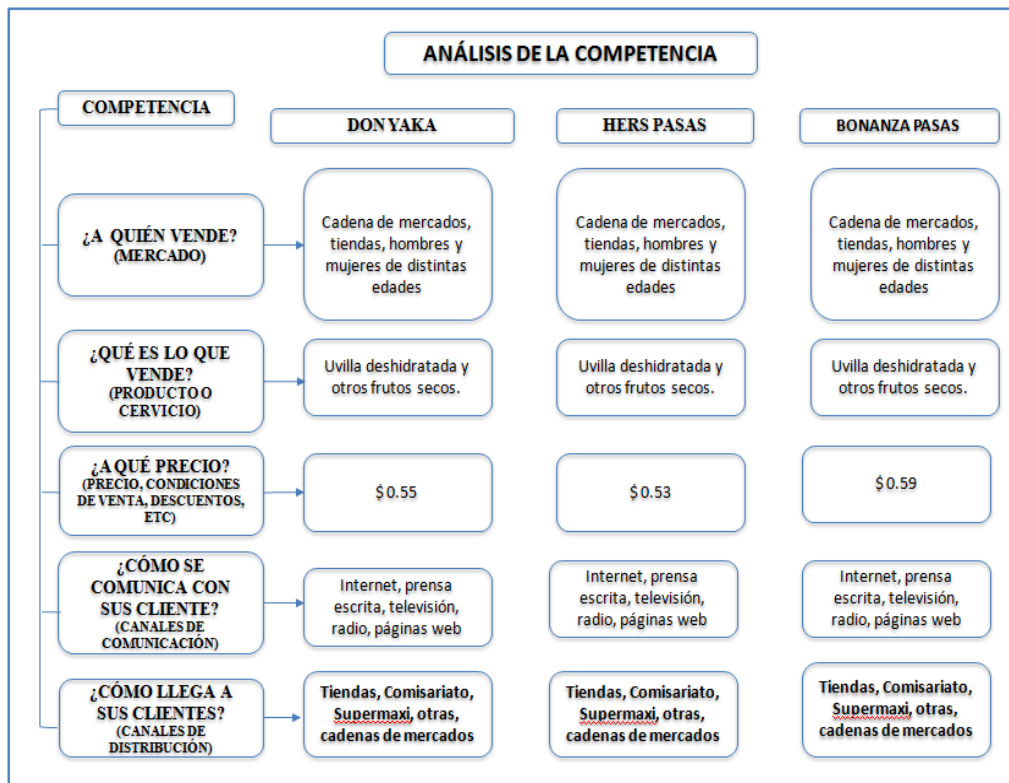 ANÁLISIS DE LA COMPETENCIA
COMPETENCIA
DON YAKA
HERS PASAS
BONANZA PASAS
¿A QUIÉN VENDE?
(MERCADO)
Cadena de mercados,
tiendas, hombres y
mujeres de distintas
edades
Cadena de mercados,
tiendas, hombres y
mujeres de distintas
edades
Cadena de mercados,
tiendas, hombres y
mujeres de distintas
edades
¿QUÉ ES LO QUE
VENDE?
(PRODUCTO O
CERVICIO)
Uvilla deshidratada y
otros frutos secos.
Uvilla deshidratada y
otros frutos secos.
Uvilla deshidratada y
otros frutos secos.
¿A QUÉ PRECIO?
(PRECIO, CONDICIONES
DE VENTA, DESCUENTOS,
ETC)
$ 0.55
$ 0.53
$ 0.59
¿CÓMO SE
COMUNICA CON
SUS CLIENTE?
(CANALES DE
COMUNICACIÓN)
Internet, prensa
escrita, televisión,
radio, páginas web
Internet, prensa
escrita, televisión,
radio, páginas web
Internet, prensa
escrita, televisión,
radio, páginas web
¿CÓMO LLEGA A
SUS CLIENTES?
(CANALES DE
DISTRIBUCIÓN)
Tiendas, Comisariato,
Supermaxi, otras,
cadenas de mercados
Tiendas, Comisariato,
Supermaxi, otras,
cadenas de mercados
Tiendas, Comisariato,
Supermaxi, otras,
cadenas de mercados